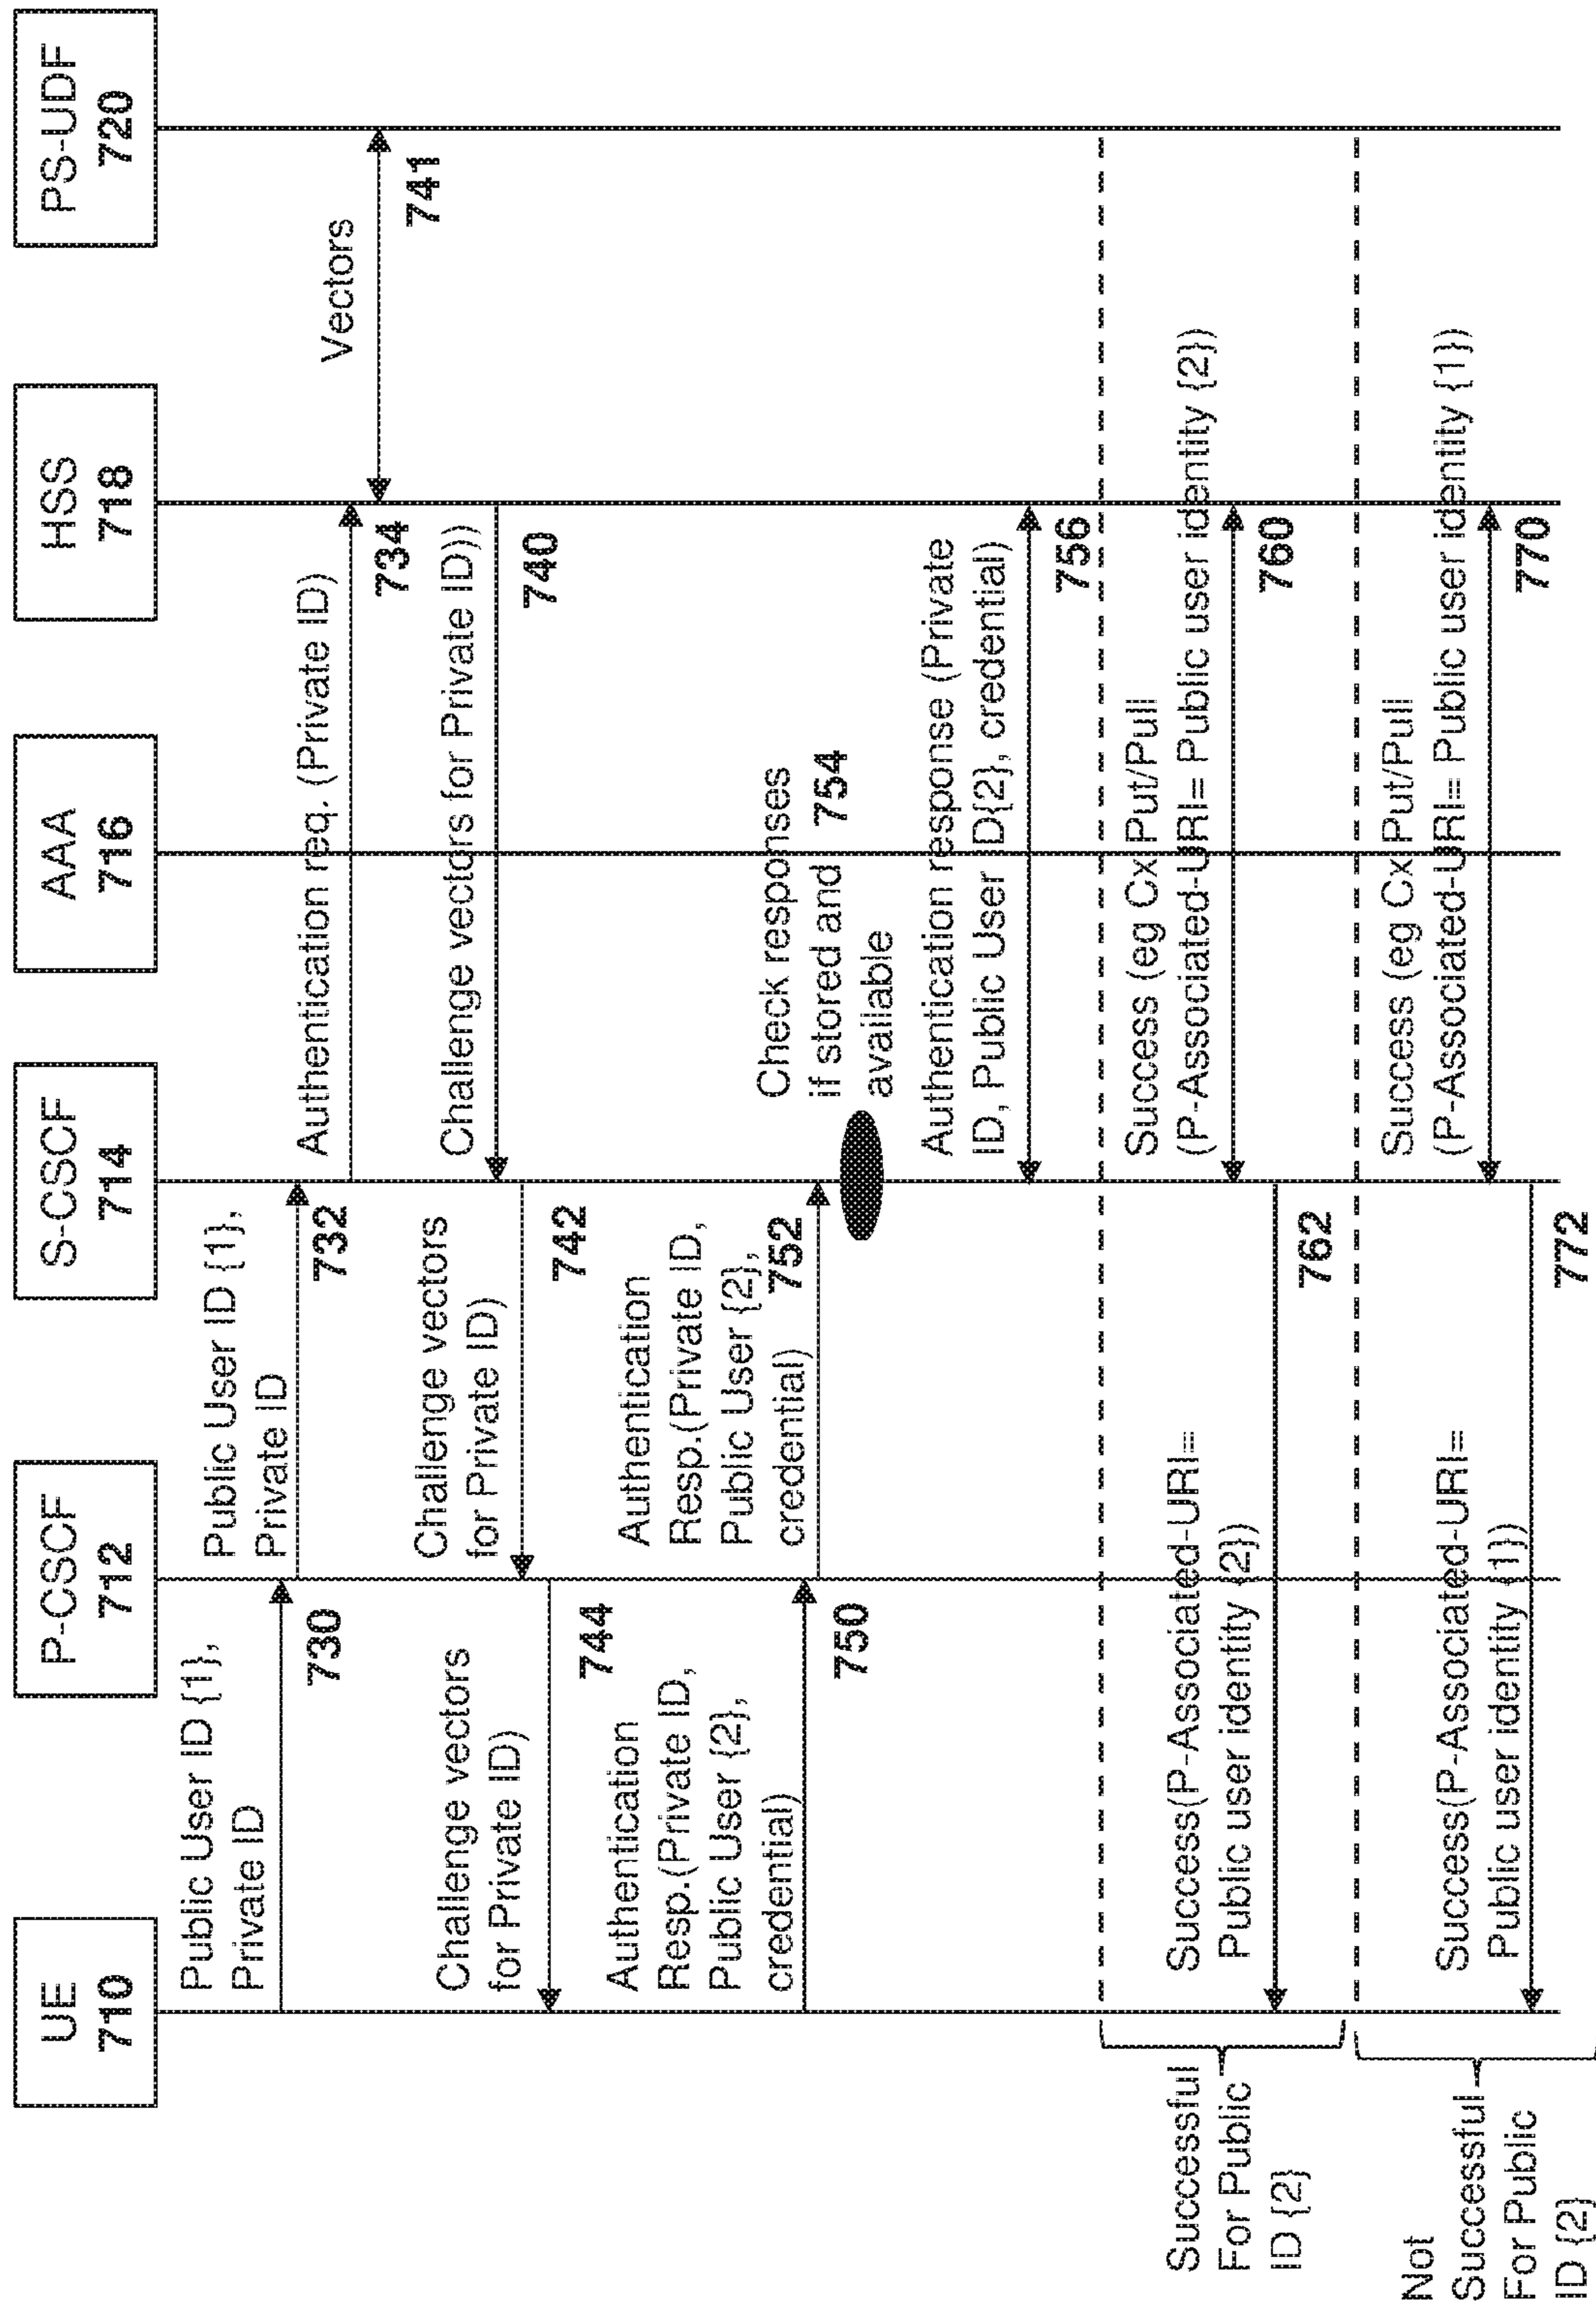 UE
710
P-CSCF
712
S-CSCF
714
AAA
716
HSS
718
PS-UDF
720
Public User ID {1},
Private ID
730
Public User ID {1},
Private ID
732
Authentication req. (Private ID)
734
Vectors
741
Challenge vectors for Private ID))
740
Challenge vectors
for Private ID)
742
Challenge vectors
for Private ID)
744
Authentication
Resp.(Private ID,
Public User {2},
credential)
750
Authentication
Resp.(Private ID,
Public User {2},
credential)
752
Check responses
if stored and
available
754
Authentication response (Private
ID, Public User ID{2}, credential)
756
Successful
For Public
ID {2}
Success (eg Cx Put/Pull
(P-Associated-URI= Public user identity {2})
760
Success(P-Associated-URI=
Public user identity {2})
762
Not
Successful
For Public
ID {2}
Success (eg Cx Put/Pull
(P-Associated-URI= Public user identity {1})
770
Success(P-Associated-URI=
Public user identity {1})
772